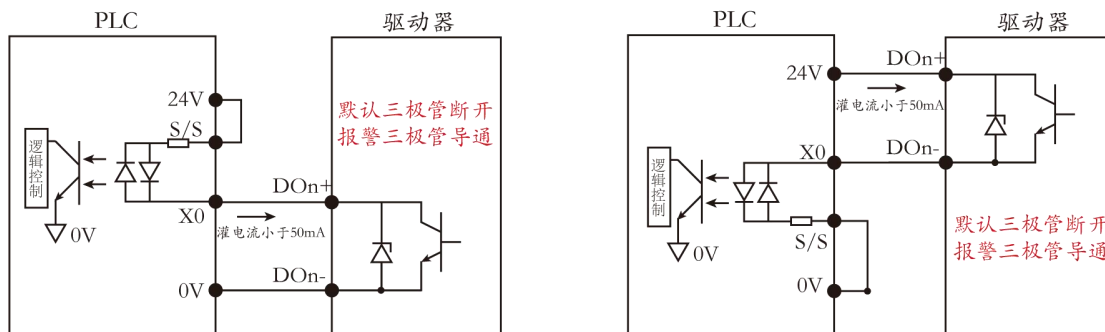 PLC
驱动器
24V
S/S
默认三极管断开
报警三极管导通
逻辑控制
0V
X0
DOn+
灌电流小于50mA
0V
DOn-
PLC
驱动器
24V
DOn+
灌电流小于50mA
X0
DOn-
逻辑控制
0V
S/S
默认三极管断开
报警三极管导通
0V